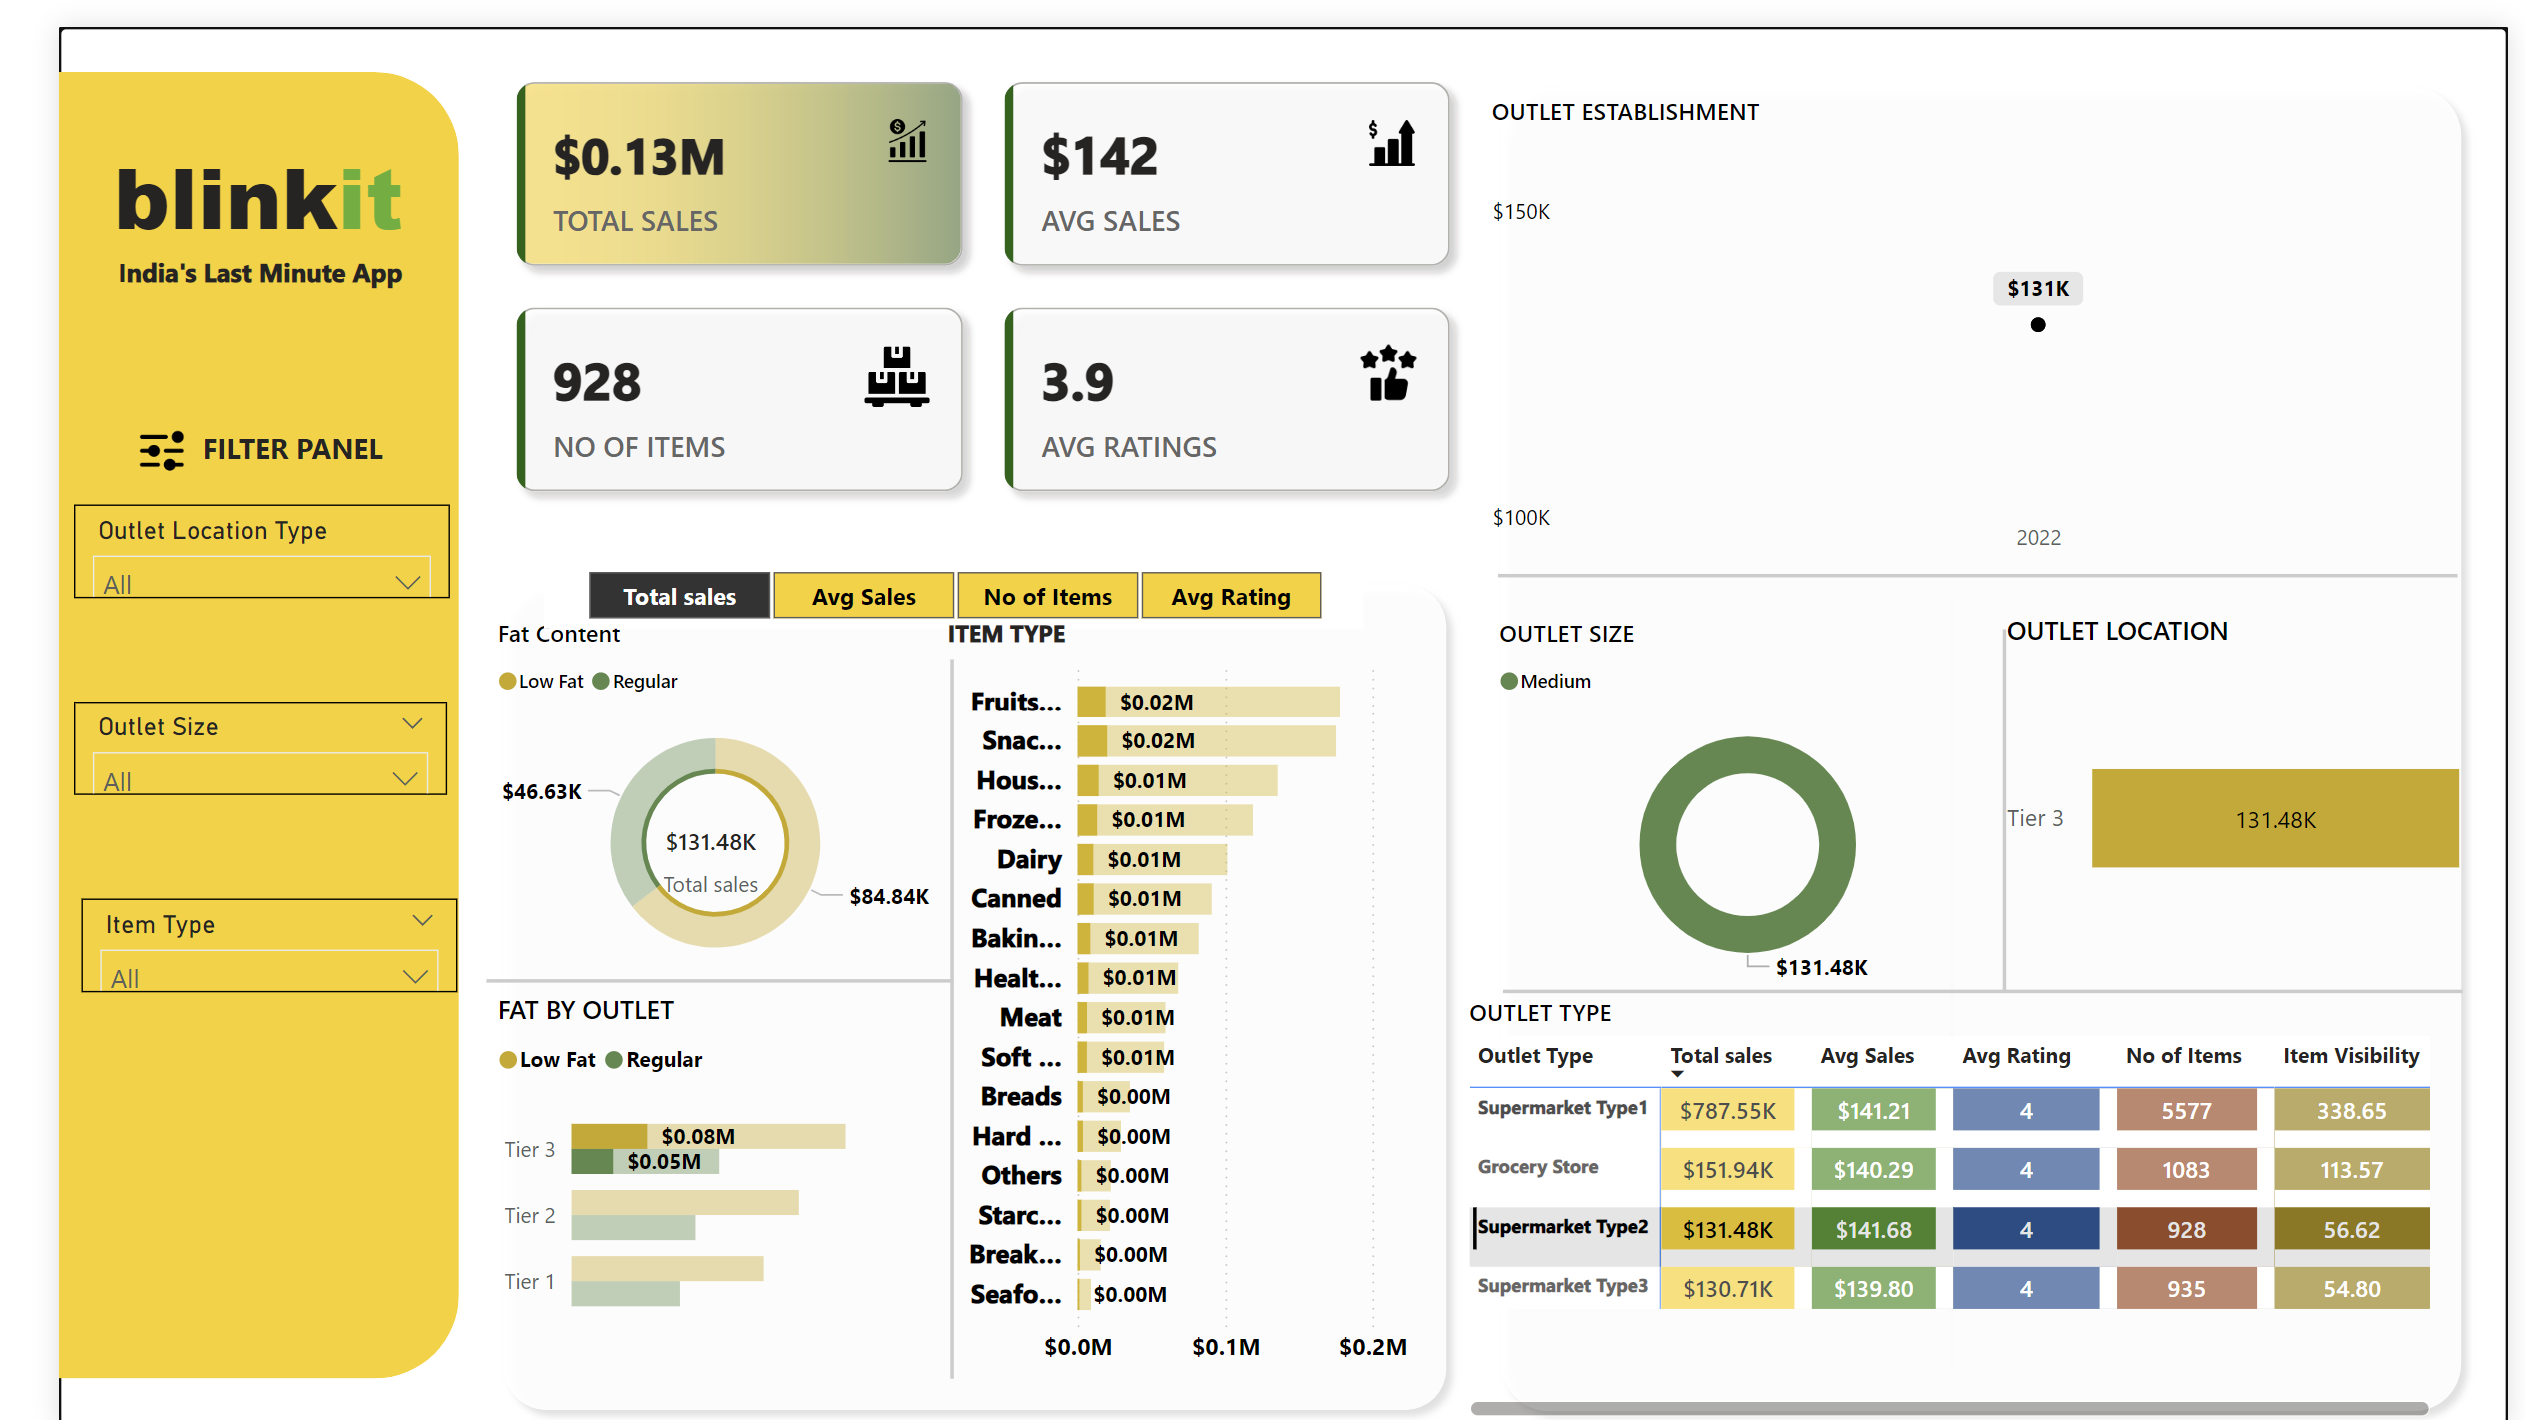 blinkit
India's Last Minute App
FILTER PANEL
Outlet Location Type
All
Outlet Size
All
Item Type
All
$0.13M
TOTAL SALES
$142
AVG SALES
928
NO OF ITEMS
3.9
AVG RATINGS
Total sales
Avg Sales
No of Items
Avg Rating
Fat Content
Low Fat
Regular
$46.63K
$131.48K
Total sales
$84.84K
FAT BY OUTLET
Low Fat
Regular
Tier 3
$0.08M
$0.05M
Tier 2
Tier 1
ITEM TYPE
Fruits... $0.02M
Snac... $0.02M
Hous... $0.01M
Froze... $0.01M
Dairy $0.01M
Canned $0.01M
Bakin... $0.01M
Healt... $0.01M
Meat $0.01M
Soft ... $0.01M
Breads $0.00M
Hard ... $0.00M
Others $0.00M
Starc... $0.00M
Break... $0.00M
Seafo... $0.00M
$0.0M $0.1M $0.2M
OUTLET ESTABLISHMENT
$150K
$131K
$100K
2022
OUTLET SIZE
Medium
$131.48K
OUTLET LOCATION
Tier 3
131.48K
OUTLET TYPE
Outlet Type Total sales Avg Sales Avg Rating No of Items Item Visibility
Supermarket Type1 $787.55K $141.21 4 5577 338.65
Grocery Store $151.94K $140.29 4 1083 113.57
Supermarket Type2 $131.48K $141.68 4 928 56.62
Supermarket Type3 $130.71K $139.80 4 935 54.80